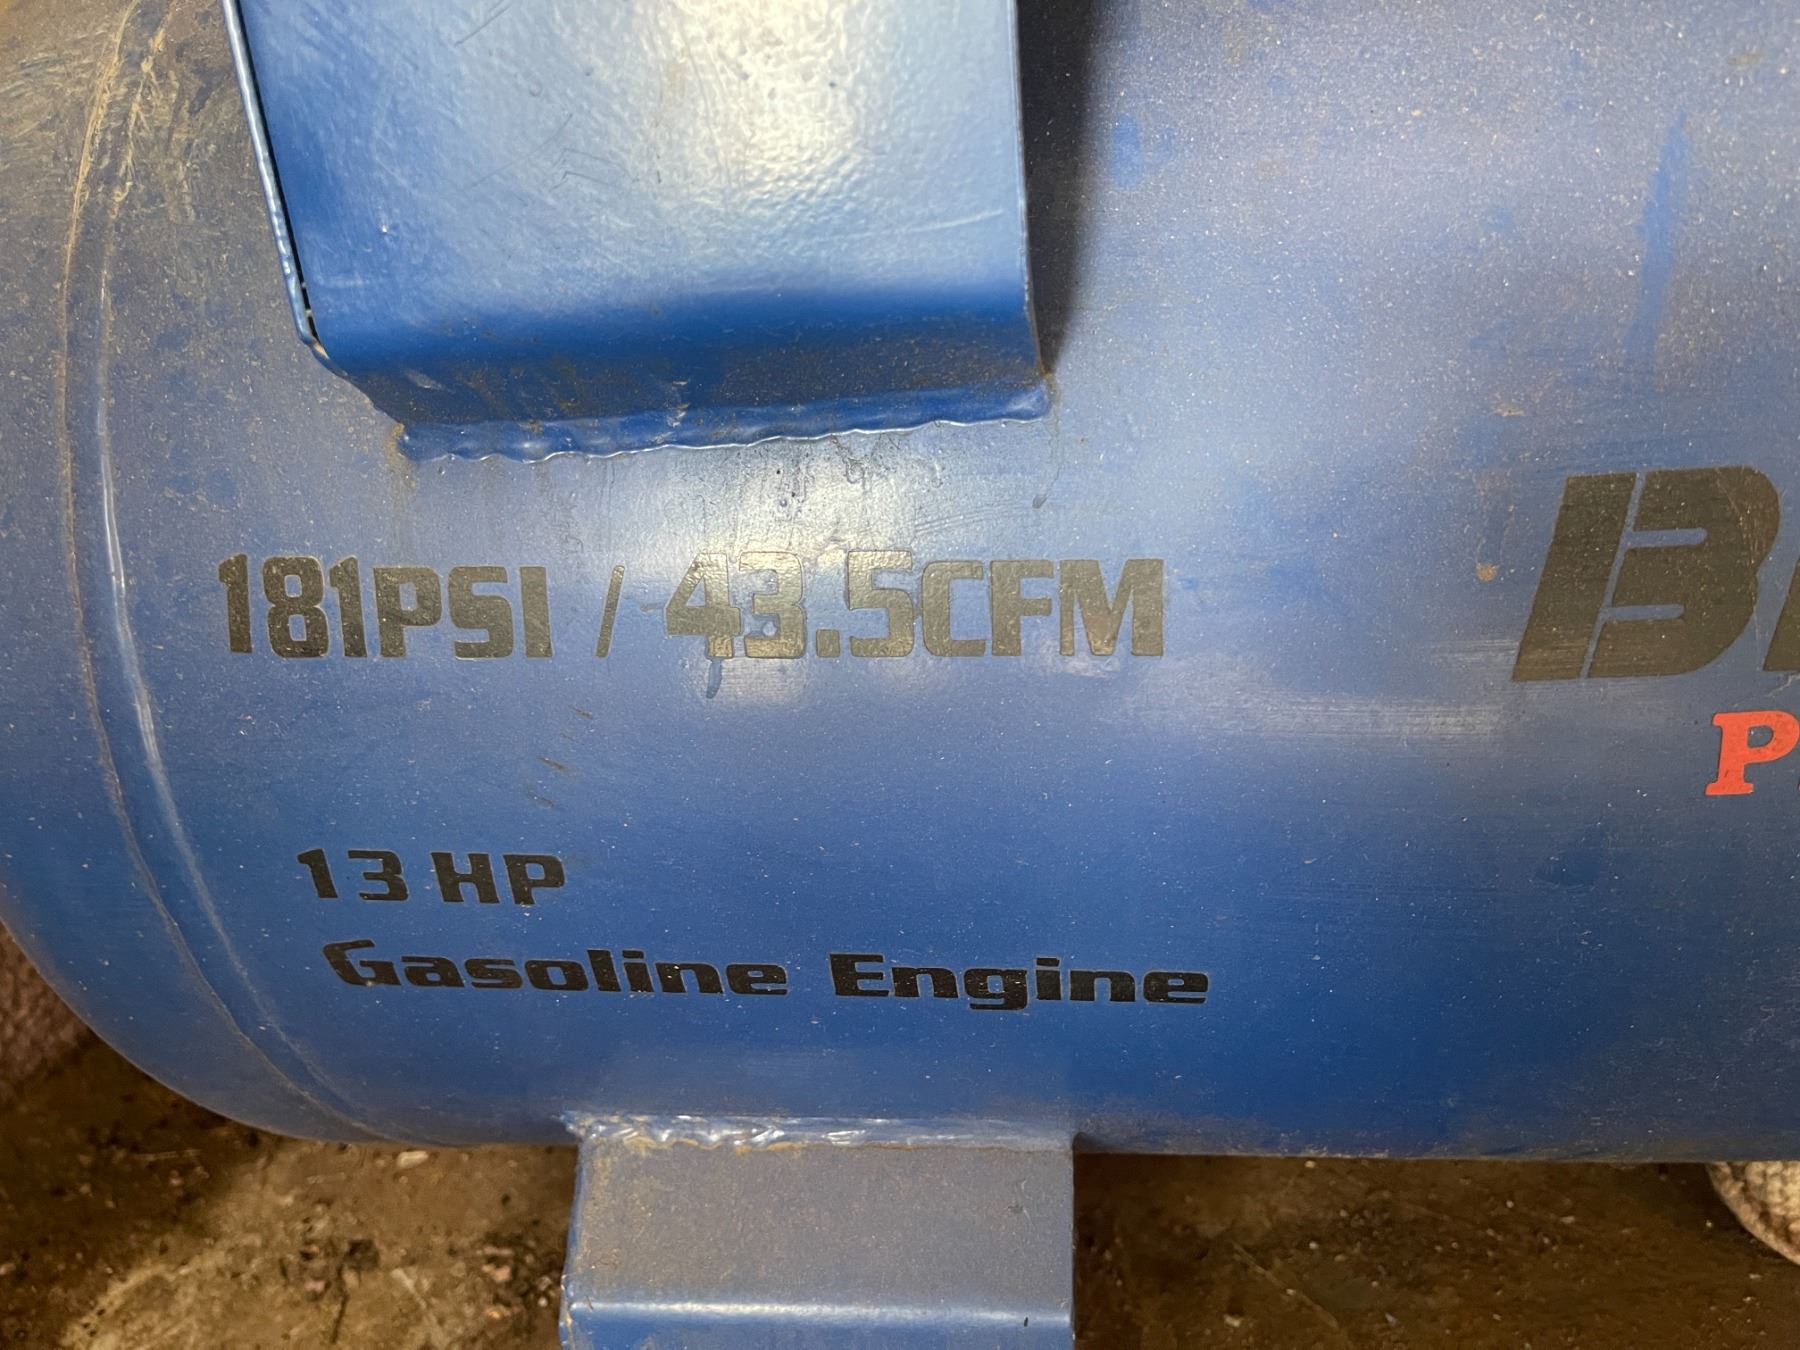 181PSI / 43.5CFM
13 HP
Gasoline Engine